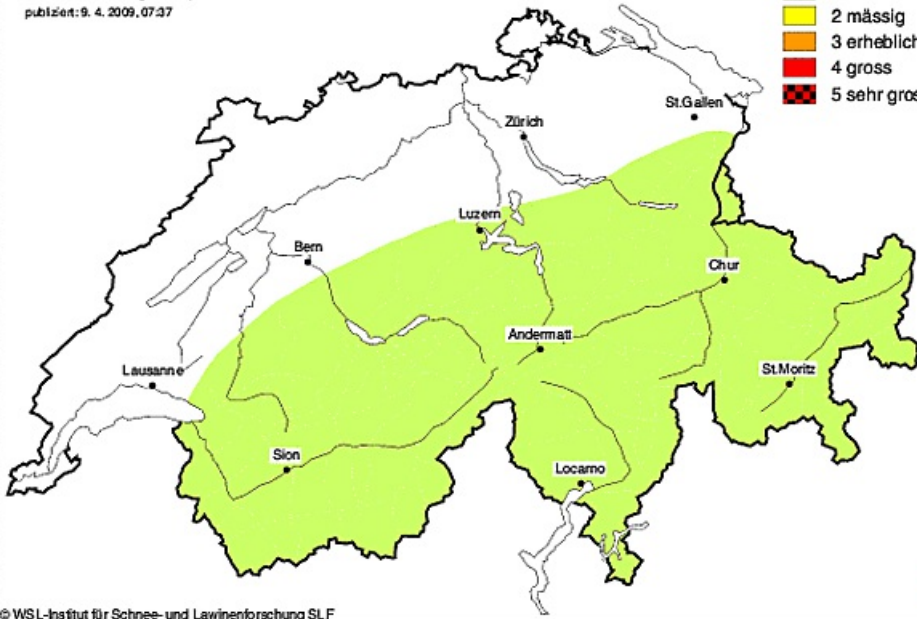 publiziert: 9. 4. 2009, 07:37
2 mässig
3 erheblich
4 gross
5 sehr gros
St.Gallen
Zürich
Luzern
Bern
Chur
Andermatt
Lausanne
St.Moritz
Sion
Locarno
© WSL-Institut für Schnee- und Lawinenforschung SLF